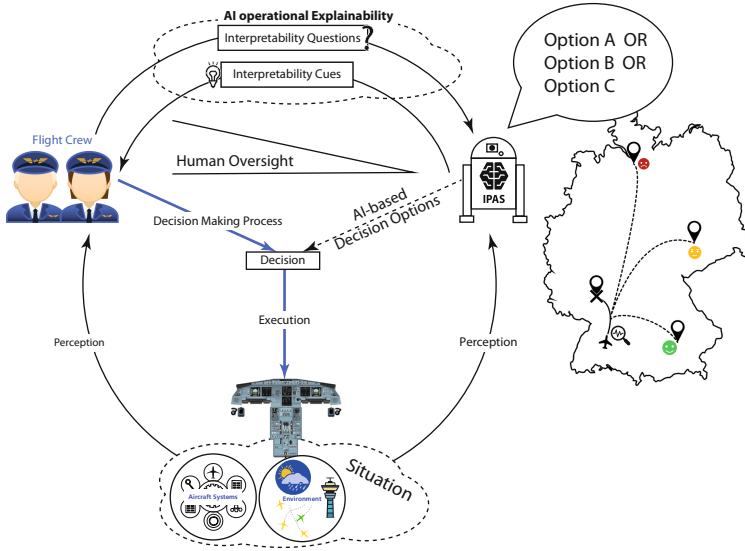 AI operational Explainability
Interpretability Questions
?
Interpretability Cues
Option A OR
Option B OR
Option C
Flight Crew
Human Oversight
IPAS
AI-based
Decision Options
Decision Making Process
Decision
Execution
Perception
Perception
Situation
Aircraft Systems
Environment